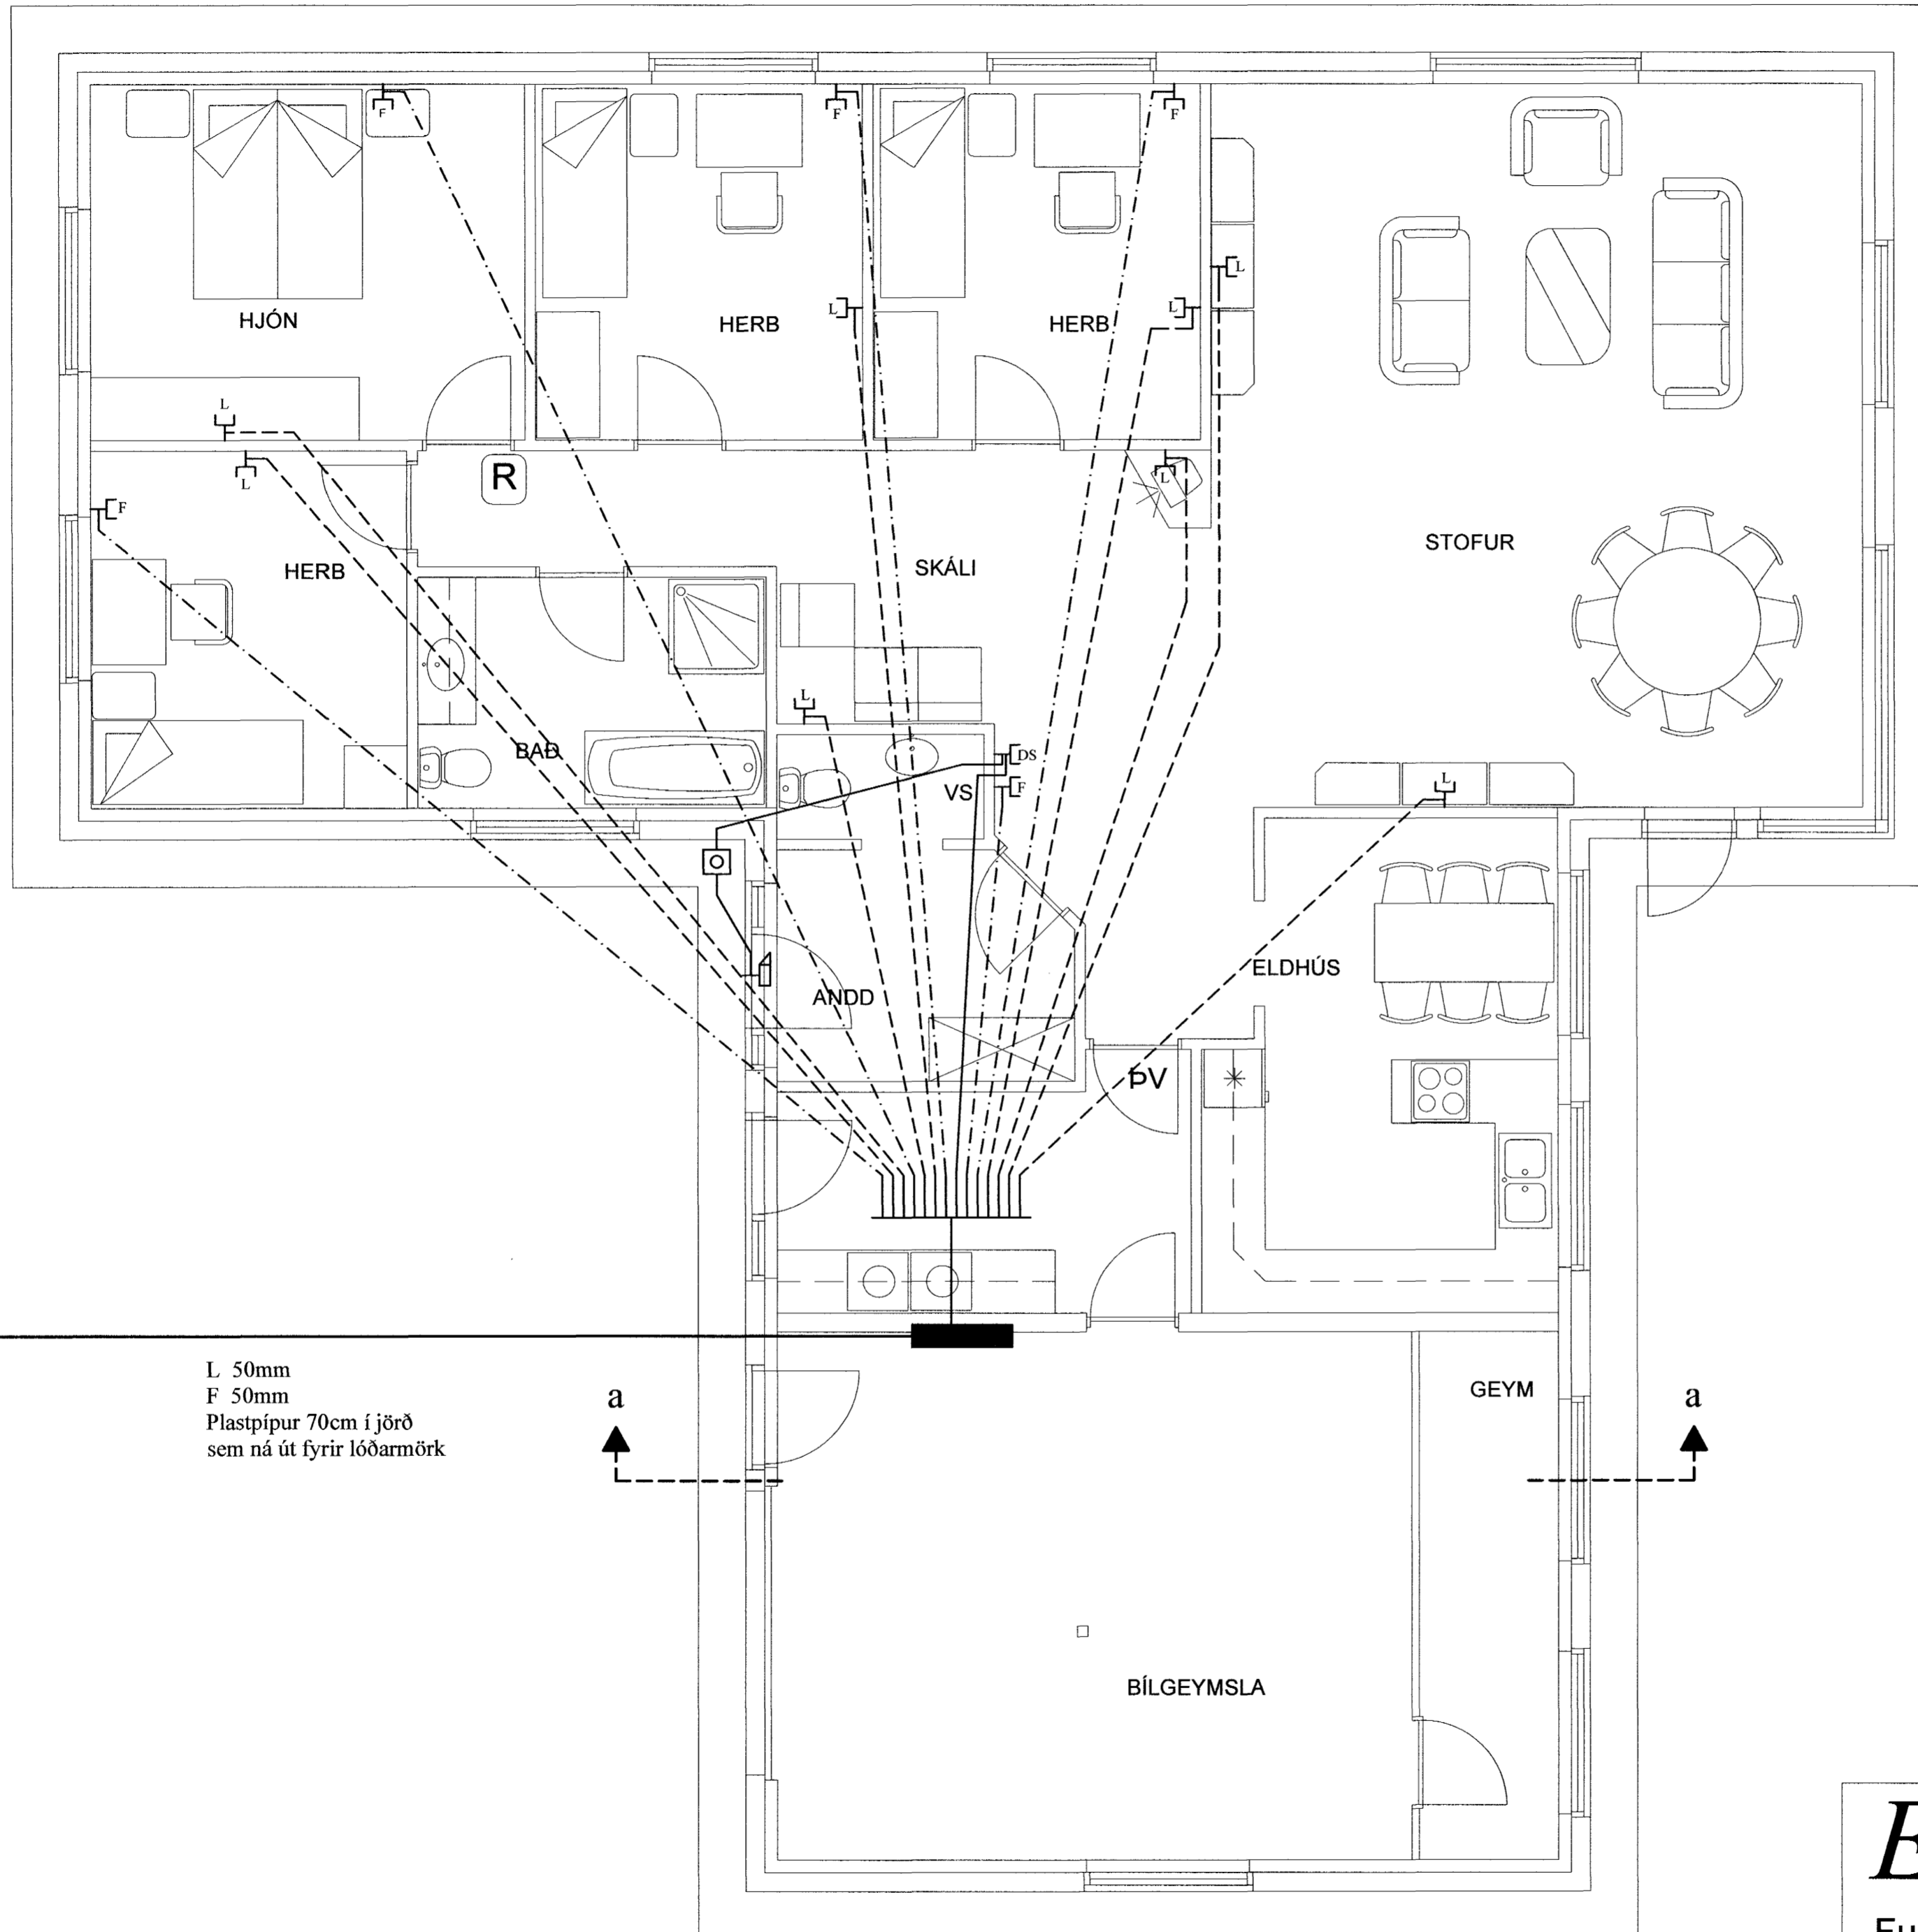 F
F
F
L
HJÓN
HERB
L
HERB
L
L
L
R
L
F
HERB
SKÁLI
STOFUR
L
BAÐ
DS
VS
F
L
ANDD
ELDHÚS
ÞV
L 50mm
F 50mm
Plastpípur 70cm í jörð
sem ná út fyrir lóðarmörk
a
GEYM
a
BÍLGEYMSLA